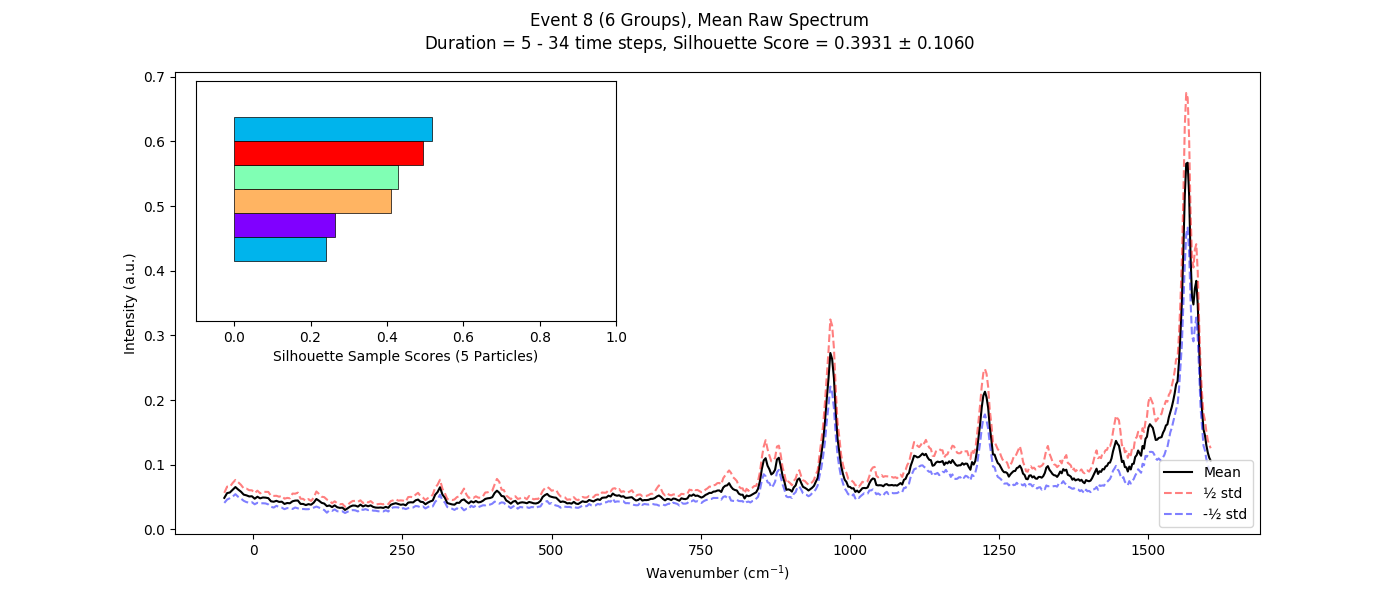 Event 8 (6 Groups), Mean Raw Spectrum
Duration = 5 - 34 time steps, Silhouette Score = 0.3931 ± 0.1060
0.7
0.6
0.5
0.4
0.3
0.2
0.1
0.0
Intensity (a.u.)
0.0 0.2 0.4 0.6 0.8 1.0
Silhouette Sample Scores (5 Particles)
Mean
½ std
-½ std
0 250 500 750 1000 1250 1500
Wavenumber (cm⁻¹)